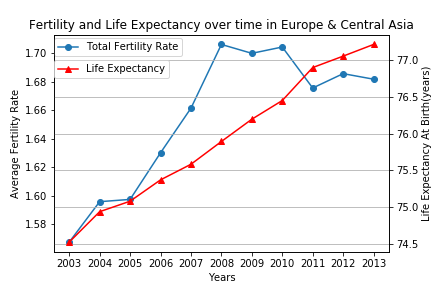 Fertility and Life Expectancy over time in Europe & Central Asia
Total Fertility Rate
Life Expectancy
Average Fertility Rate
1.70
1.68
1.66
1.64
1.62
1.60
1.58
77.0
76.5
76.0
75.5
75.0
74.5
Life Expectancy At Birth(years)
2003 2004 2005 2006 2007 2008 2009 2010 2011 2012 2013
Years